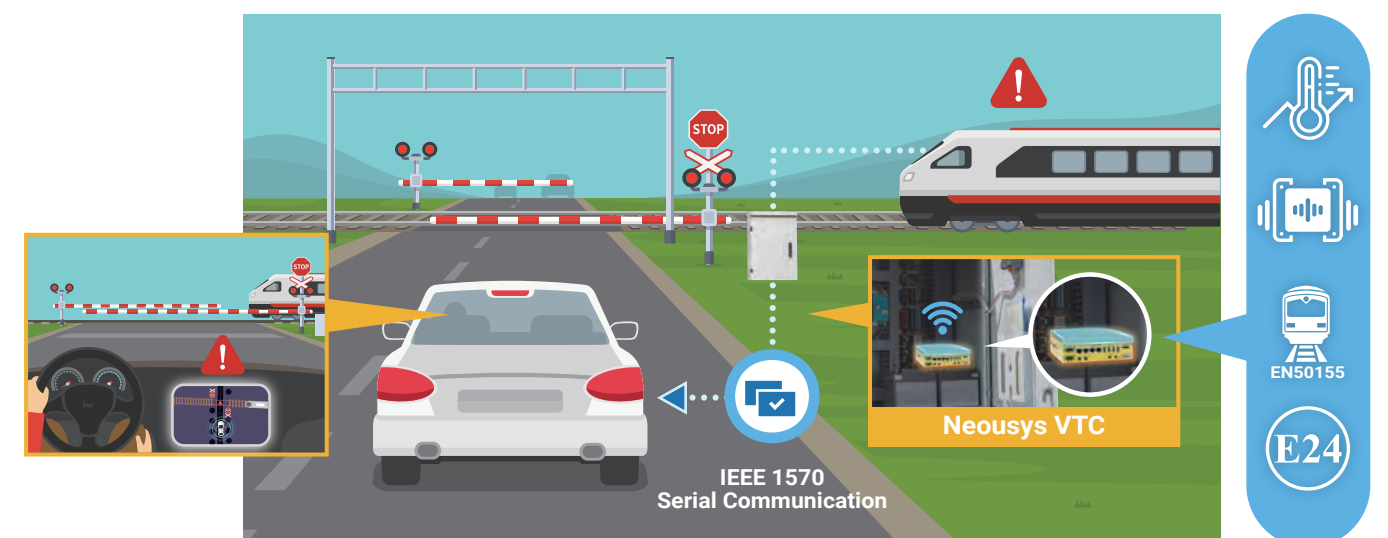 STOP
STOP
Neousys VTC
IEEE 1570
Serial Communication
EN50155
E24